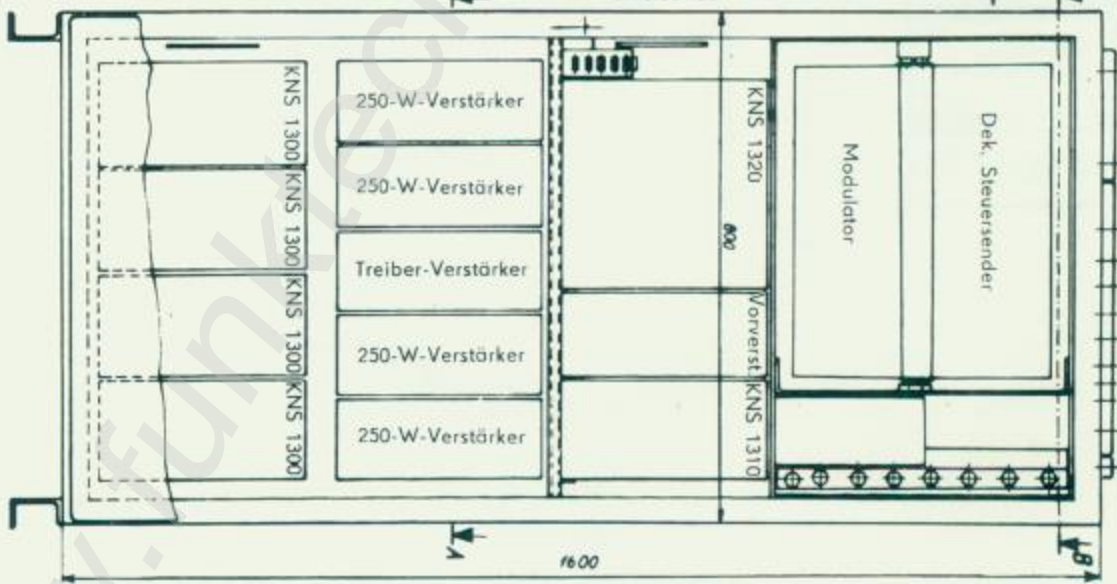 KNS 1300
KNS 1300
KNS 1300
KNS 1300
250-W-Verstärker
250-W-Verstärker
Treiber-Verstärker
250-W-Verstärker
250-W-Verstärker
KNS 1320
Vorverst.
KNS 1310
800
Modulator
Dek. Steuersender
A
B
1600